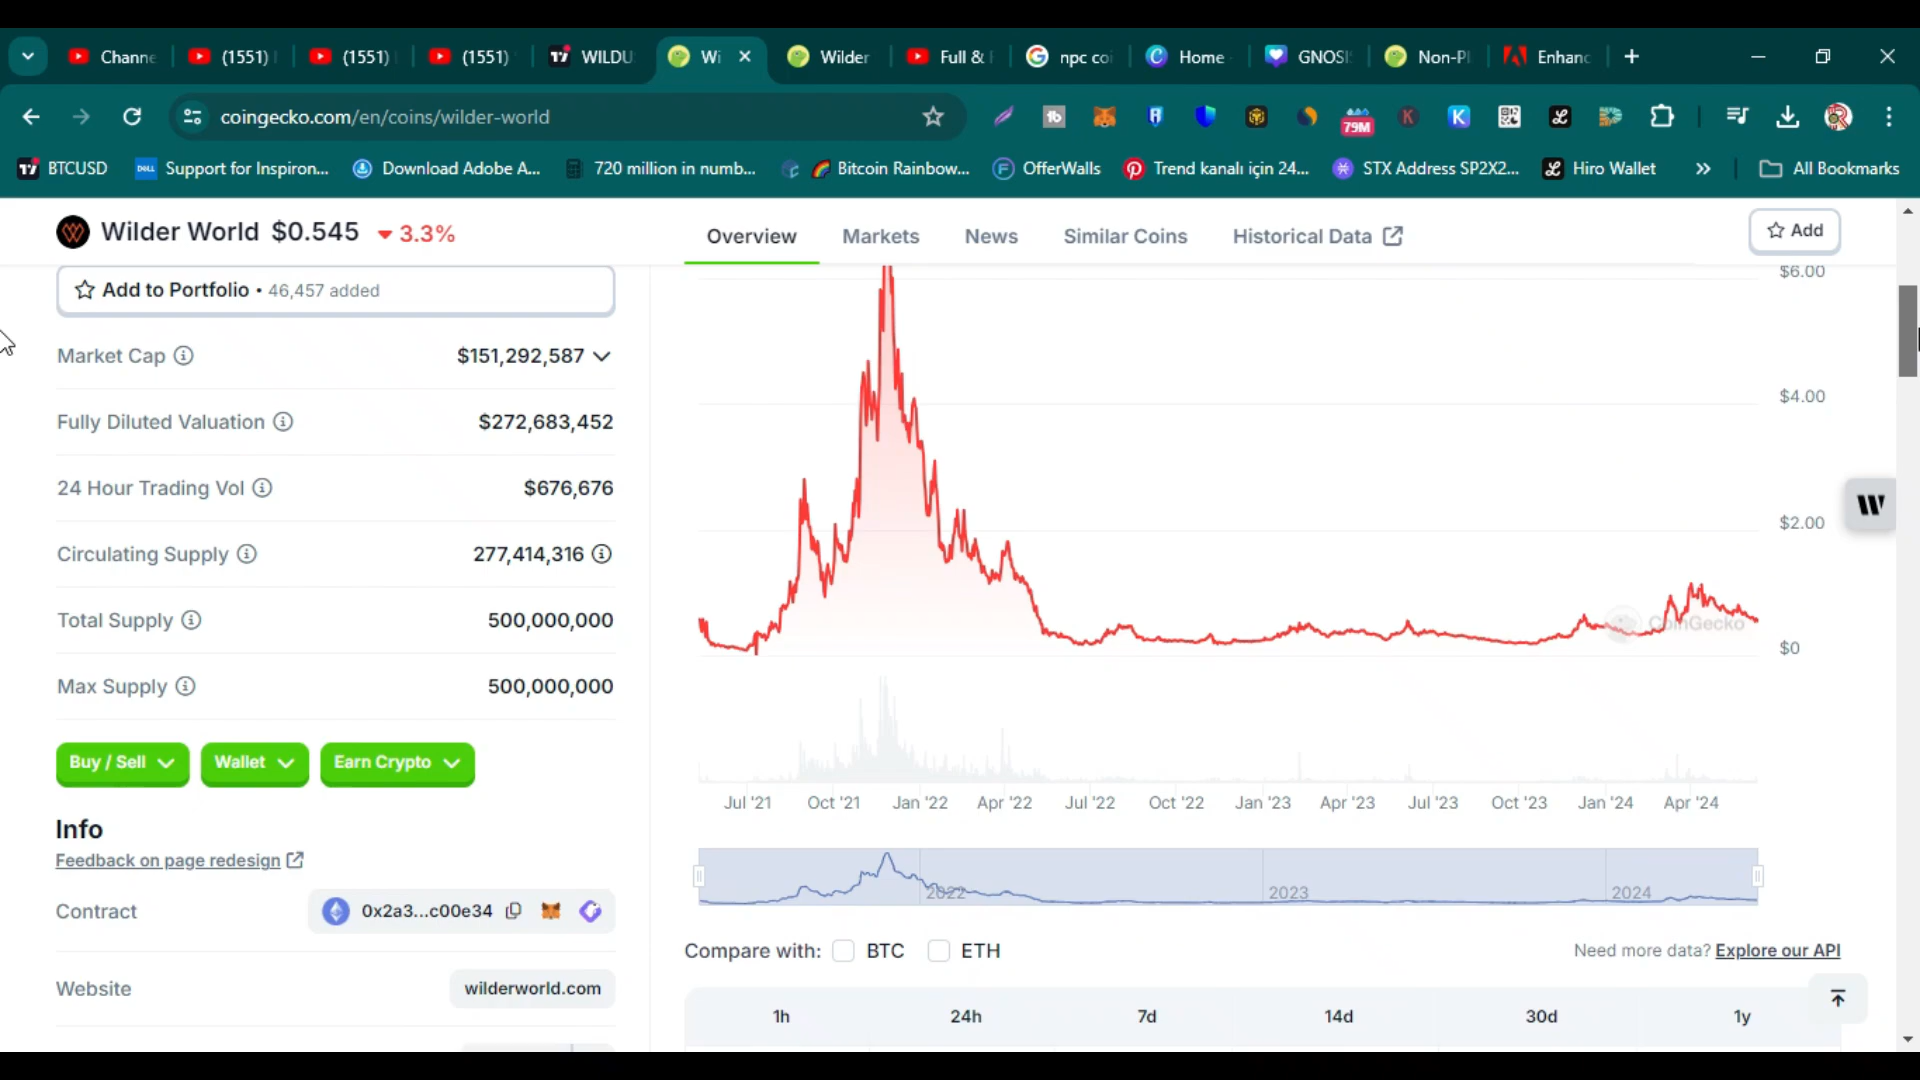 Channe
(1551)
(1551)
(1551)
WILDU
Wi
Wilder
Full &
npc coi
Home
GNOSI
Non-Pl
Enhanc
coingecko.com/en/coins/wilder-world
79M
BTCUSD
Support for Inspiron...
Download Adobe A...
720 million in numb...
Bitcoin Rainbow...
OfferWalls
Trend kanalı için 24...
STX Address SP2X2...
Hiro Wallet
All Bookmarks
Wilder World $0.545 3.3%
Overview
Markets
News
Similar Coins
Historical Data
Add
Add to Portfolio • 46,457 added
Market Cap $151,292,587
Fully Diluted Valuation $272,683,452
24 Hour Trading Vol $676,676
Circulating Supply 277,414,316
Total Supply 500,000,000
Max Supply 500,000,000
Buy / Sell
Wallet
Earn Crypto
Info
Feedback on page redesign
Contract 0x2a3...c00e34
Website wilderworld.com
$6.00
$4.00
$2.00
$0
CoinGecko
Jul '21 Oct '21 Jan '22 Apr '22 Jul '22 Oct '22 Jan '23 Apr '23 Jul '23 Oct '23 Jan '24 Apr '24
2022 2023 2024
Compare with: BTC ETH
Need more data? Explore our API
1h 24h 7d 14d 30d 1y